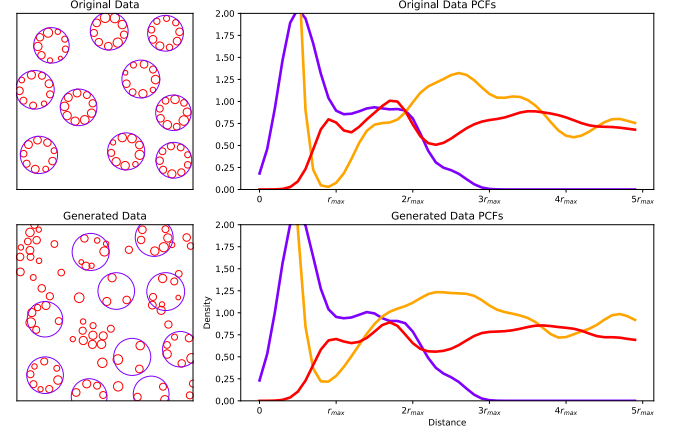 Original Data
Original Data PCFs
2.00
1.75
1.50
1.25
1.00
0.75
0.50
0.25
0.00
0 r_max 2r_max 3r_max 4r_max 5r_max
Generated Data
Generated Data PCFs
2.00
1.75
1.50
1.25
1.00
0.75
0.50
0.25
0.00
Density
0 r_max 2r_max 3r_max 4r_max 5r_max
Distance